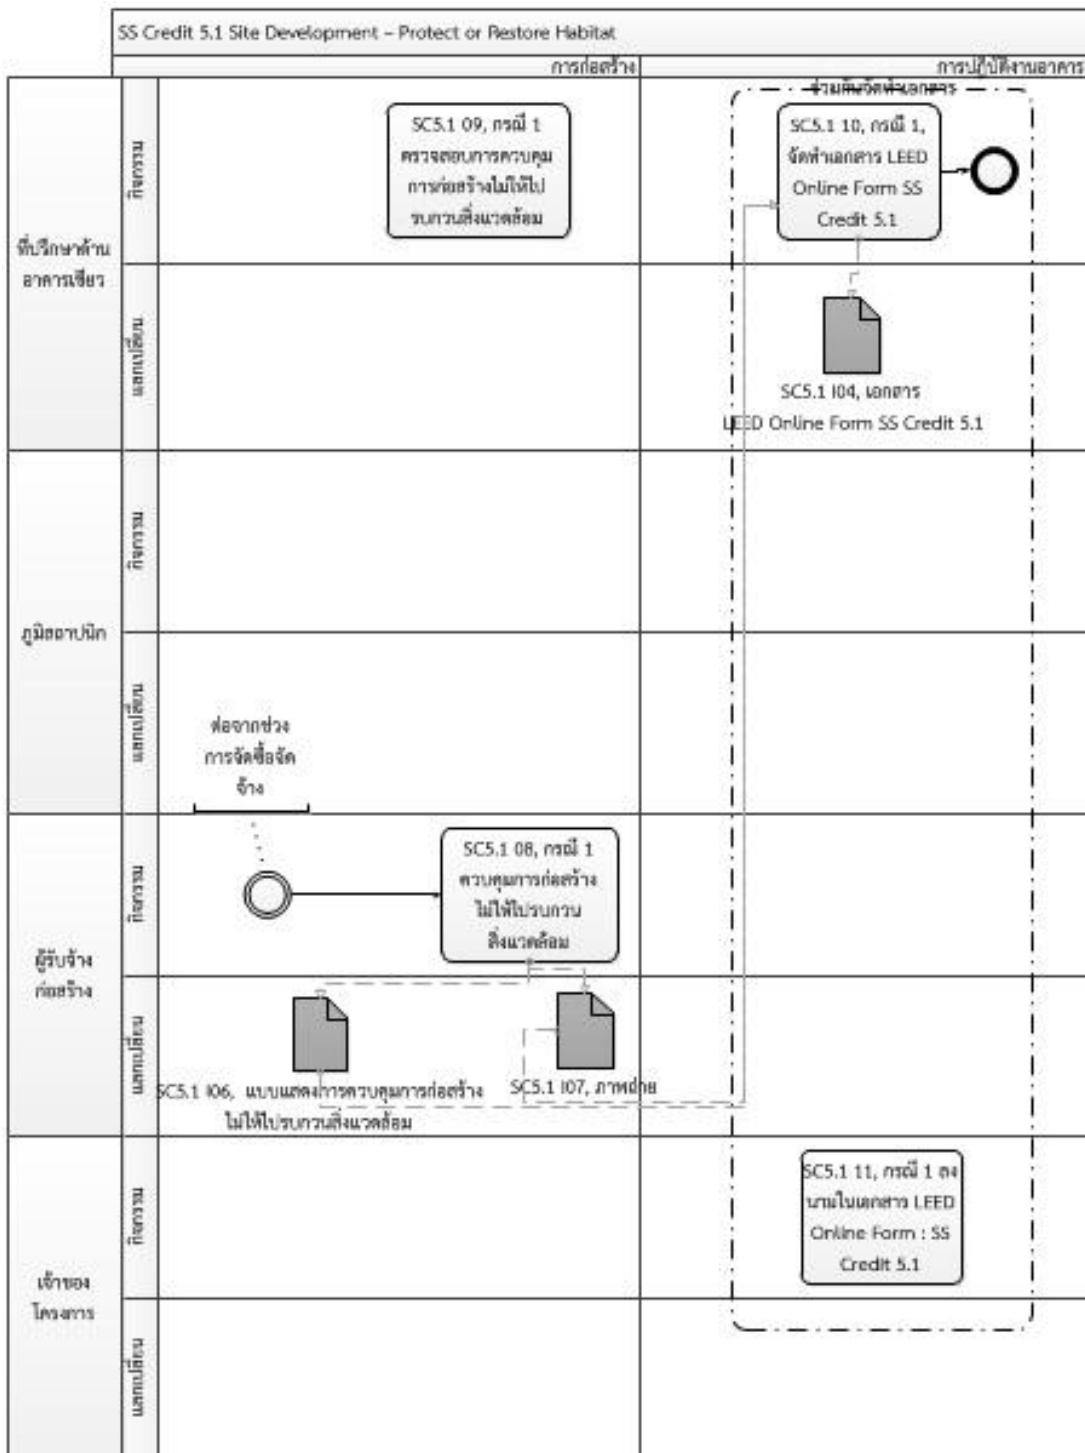 SS Credit 5.1 Site Development – Protect or Restore Habitat
การก่อสร้าง
การปฏิบัติงานอาคาร
ร่วมกันจัดทำเอกสาร
ที่ปรึกษาด้าน
อาคารเขียว
กิจกรรม
SC5.1 09, กรณี 1
ตรวจสอบการควบคุม
การก่อสร้างไม่ให้ไป
รบกวนสิ่งแวดล้อม
SC5.1 10, กรณี 1,
จัดทำเอกสาร LEED
Online Form SS
Credit 5.1
แลกเปลี่ยน
SC5.1 I04, เอกสาร
LEED Online Form SS Credit 5.1
ภูมิสถาปนิก
กิจกรรม
แลกเปลี่ยน
ต่อจากช่วง
การจัดซื้อจัด
จ้าง
ผู้รับจ้าง
ก่อสร้าง
กิจกรรม
SC5.1 08, กรณี 1
ควบคุมการก่อสร้าง
ไม่ให้ไปรบกวน
สิ่งแวดล้อม
แลกเปลี่ยน
SC5.1 I06, แบบแสดงการควบคุมการก่อสร้าง
ไม่ให้ไปรบกวนสิ่งแวดล้อม
SC5.1 I07, ภาพถ่าย
เจ้าของ
โครงการ
กิจกรรม
SC5.1 11, กรณี 1 ลง
นามในเอกสาร LEED
Online Form : SS
Credit 5.1
แลกเปลี่ยน